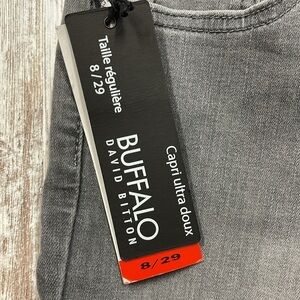 Taille régulière
8/29
BUFFALO
DAVID BITTON
Capri ultra doux
8/29